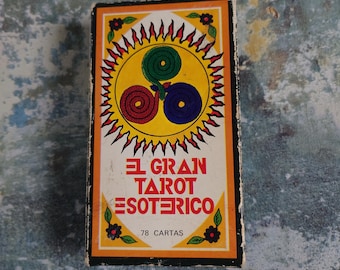 EL GRAN
TAROT
ESOTERICO
78 CARTAS